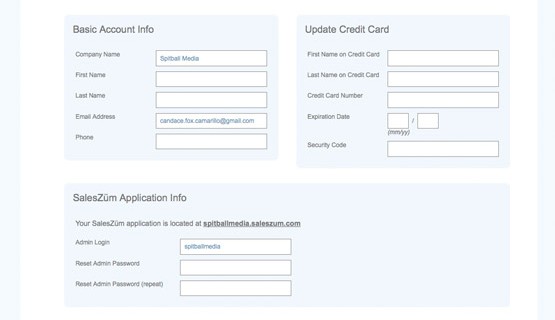 Basic Account Info
Company Name
Spitball Media
First Name
Last Name
Email Address
candace.fox.camarillo@gmail.com
Phone
Update Credit Card
First Name on Credit Card
Last Name on Credit Card
Credit Card Number
Expiration Date
/
(mm/yy)
Security Code
SalesZüm Application Info
Your SalesZüm application is located at spitballmedia.saleszum.com
Admin Login
spitballmedia
Reset Admin Password
Reset Admin Password (repeat)